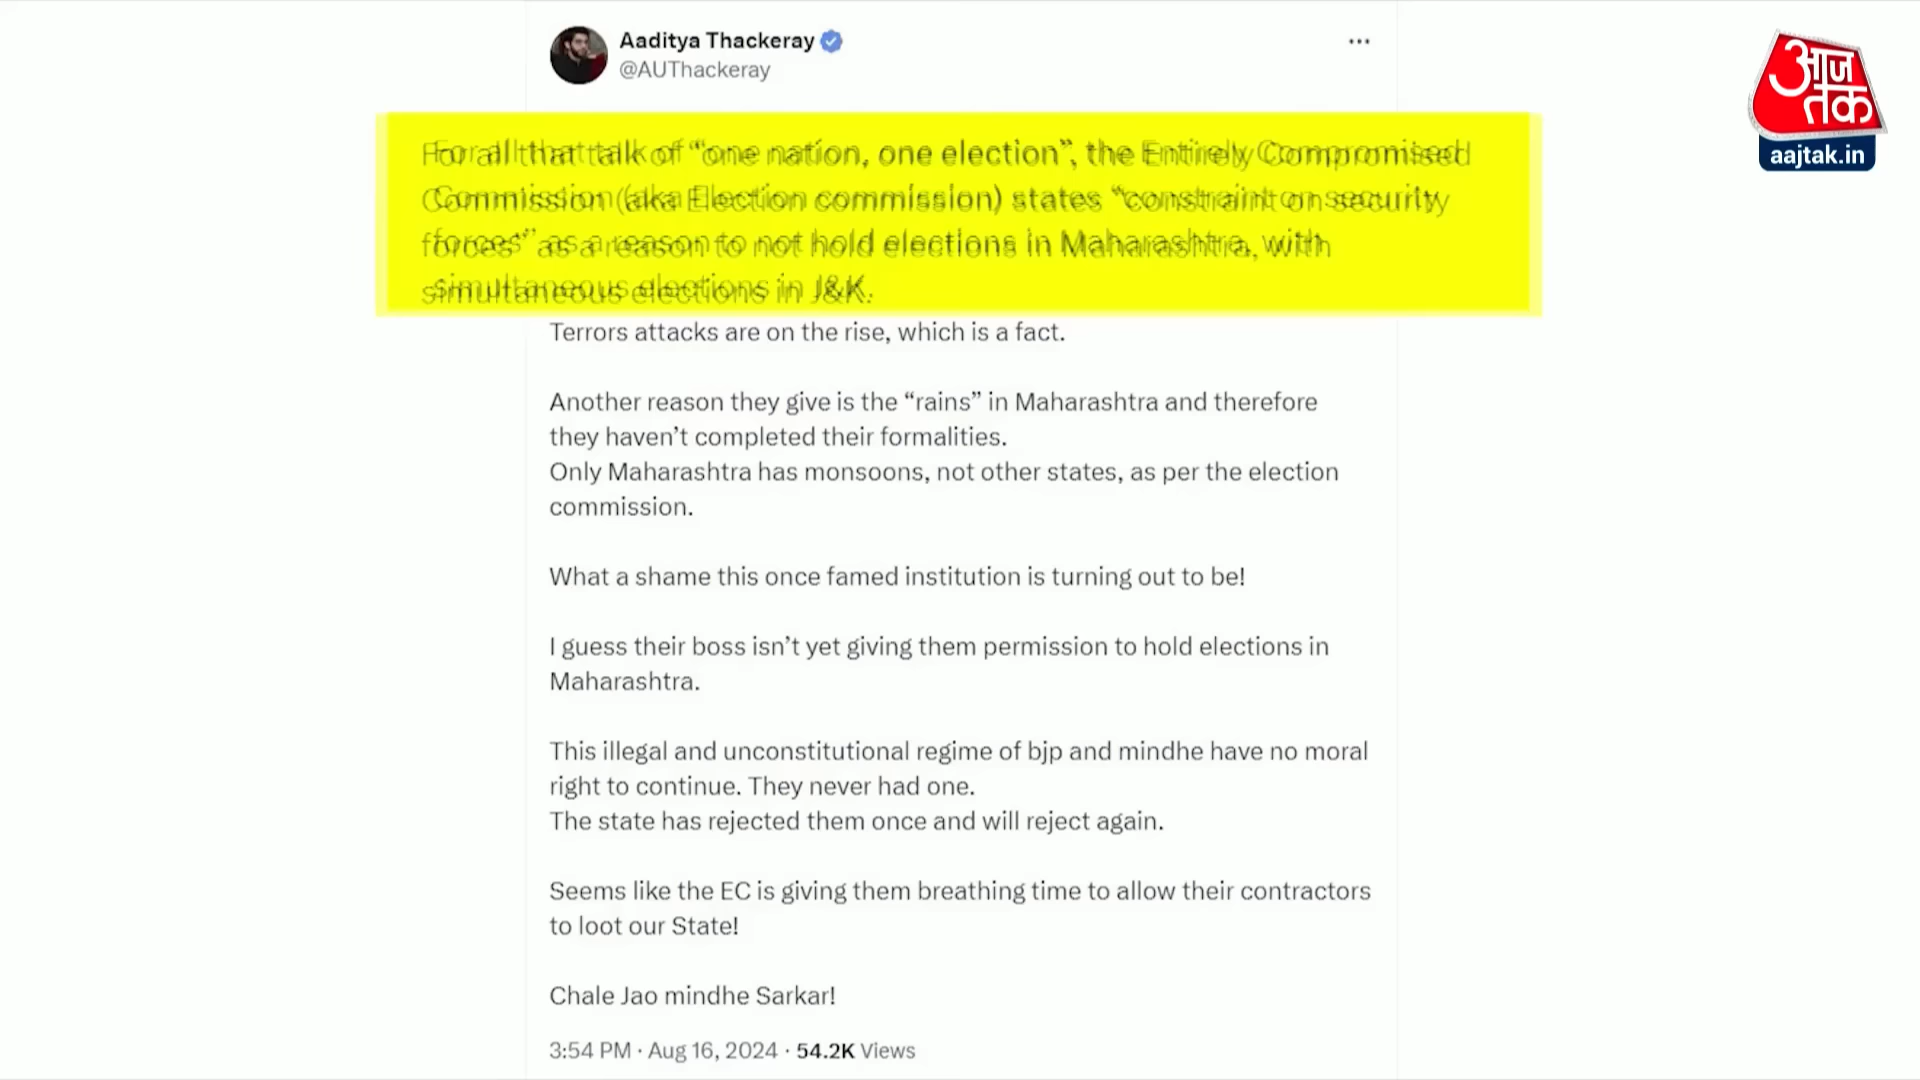 Aaditya Thackeray
@AUThackeray
आज
तक
aajtak.in
For all that talk of “one nation, one election”, the Entirely Compromised
Commission (aka Election commission) states “constraint on security
forces” as a reason to not hold elections in Maharashtra, with
simultaneous elections in J&K.
Terrors attacks are on the rise, which is a fact.
Another reason they give is the “rains” in Maharashtra and therefore
they haven’t completed their formalities.
Only Maharashtra has monsoons, not other states, as per the election
commission.
What a shame this once famed institution is turning out to be!
I guess their boss isn’t yet giving them permission to hold elections in
Maharashtra.
This illegal and unconstitutional regime of bjp and mindhe have no moral
right to continue. They never had one.
The state has rejected them once and will reject again.
Seems like the EC is giving them breathing time to allow their contractors
to loot our State!
Chale Jao mindhe Sarkar!
3:54 PM · Aug 16, 2024 · 54.2K Views